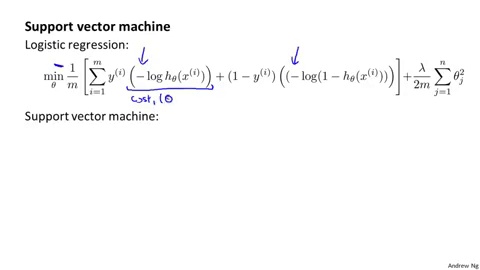 Support vector machine
Logistic regression:
$\min_{\theta} \frac{1}{m} \left[ \sum_{i=1}^{m} y^{(i)} \left( -\log h_\theta(x^{(i)}) \right) + (1 - y^{(i)}) \left( (-\log(1 - h_\theta(x^{(i)}))) \right) \right] + \frac{\lambda}{2m} \sum_{j=1}^{n} \theta_j^2$
cost₁(θ
Support vector machine:
Andrew Ng